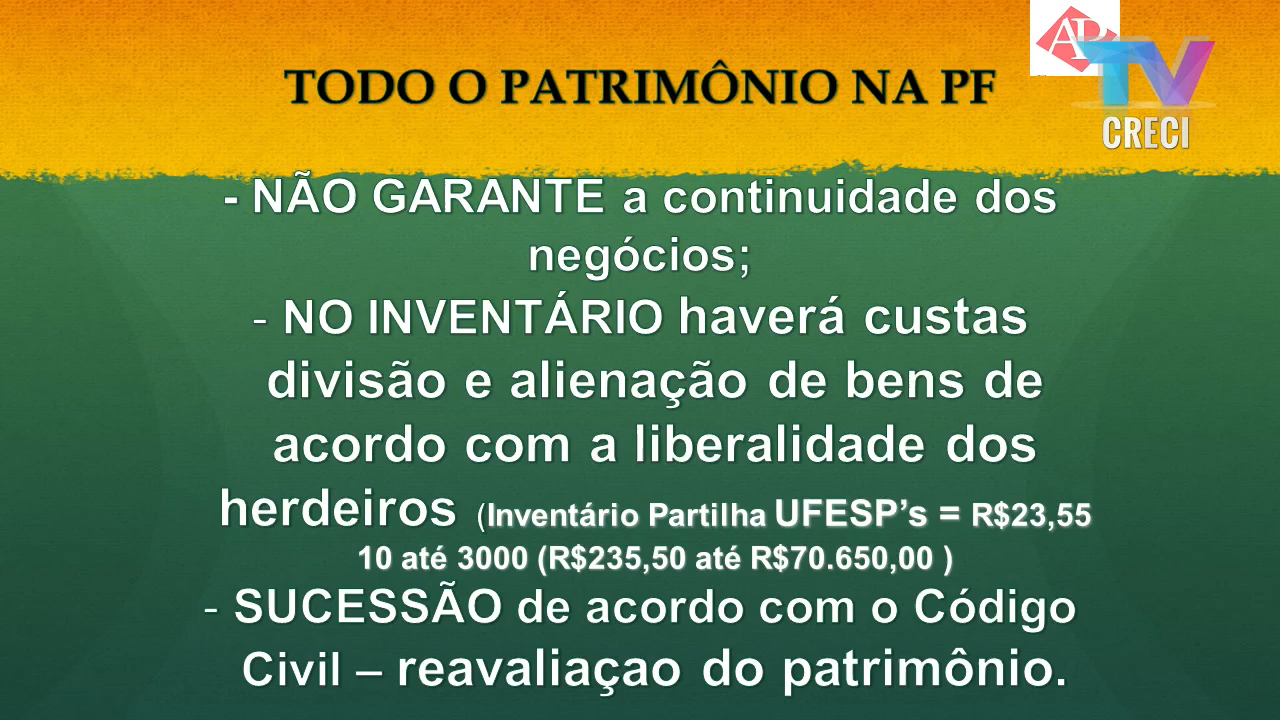 AP
TV
CRECI
TODO O PATRIMÔNIO NA PF
- NÃO GARANTE a continuidade dos
negócios;
- NO INVENTÁRIO haverá custas
divisão e alienação de bens de
acordo com a liberalidade dos
herdeiros (Inventário Partilha UFESP’s = R$23,55
10 até 3000 (R$235,50 até R$70.650,00 )
- SUCESSÃO de acordo com o Código
Civil – reavaliaçao do patrimônio.